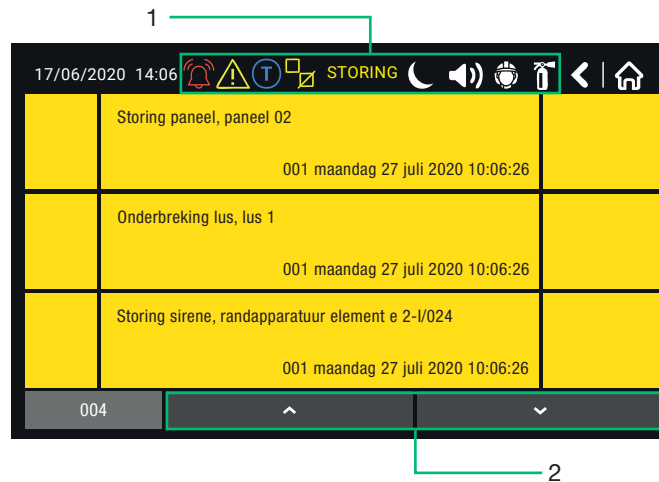 1
17/06/2020 14:06 T STORING
Storing paneel, paneel 02
001 maandag 27 juli 2020 10:06:26
Onderbreking lus, lus 1
001 maandag 27 juli 2020 10:06:26
Storing sirene, randapparatuur element e 2-I/024
001 maandag 27 juli 2020 10:06:26
004
2